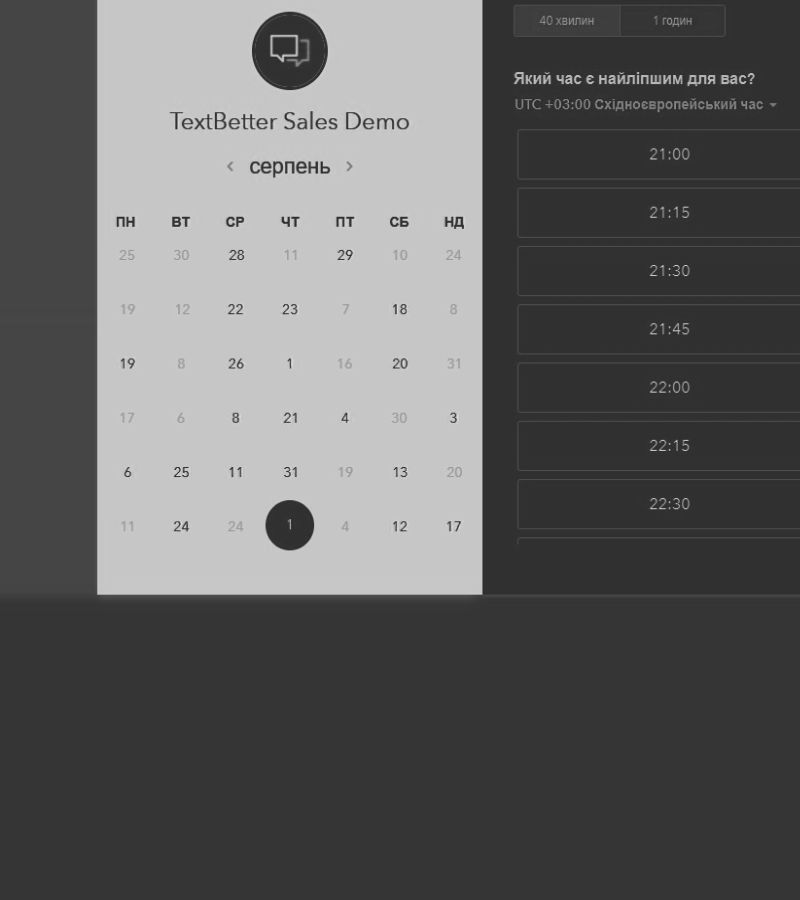 TextBetter Sales Demo
серпень
ПН ВТ СР ЧТ ПТ СБ НД
25 30 28 11 29 10 24
19 12 22 23 7 18 8
19 8 26 1 16 20 31
17 6 8 21 4 30 3
6 25 11 31 19 13 20
11 24 24 1 4 12 17
40 хвилин 1 годин
Який час є найліпшим для вас?
UTC +03:00 Східноєвропейський час
21:00
21:15
21:30
21:45
22:00
22:15
22:30